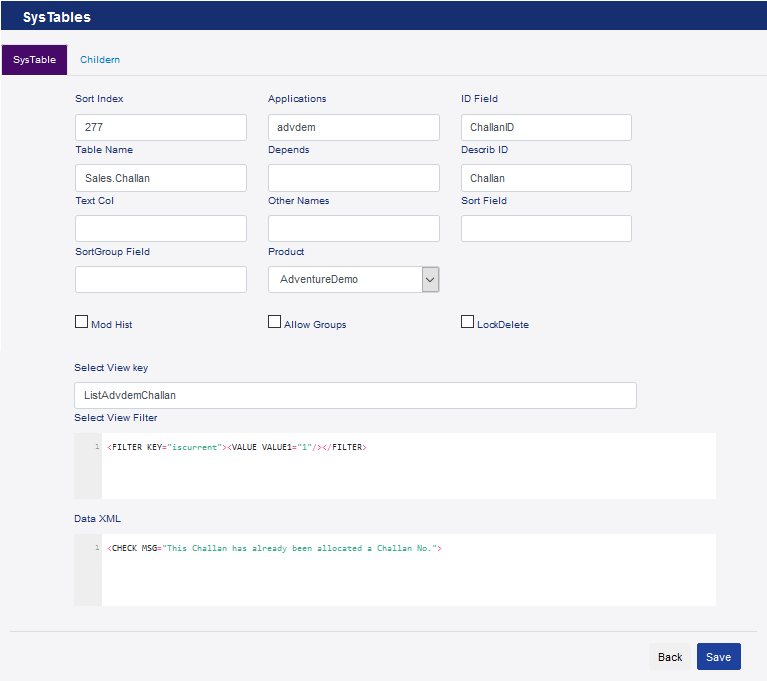 SysTables
SysTable Childern
Sort Index Applications ID Field
277 advdem ChallanID
Table Name Depends Describ ID
Sales.Challan Challan
Text Col Other Names Sort Field
SortGroup Field Product
AdventureDemo
Mod Hist Allow Groups LockDelete
Select View key
ListAdvdemChallan
Select View Filter
1 <FILTER KEY="iscurrent"><VALUE VALUE1="1"/></FILTER>
Data XML
1 <CHECK MSG="This Challan has already been allocated a Challan No.">
Back Save